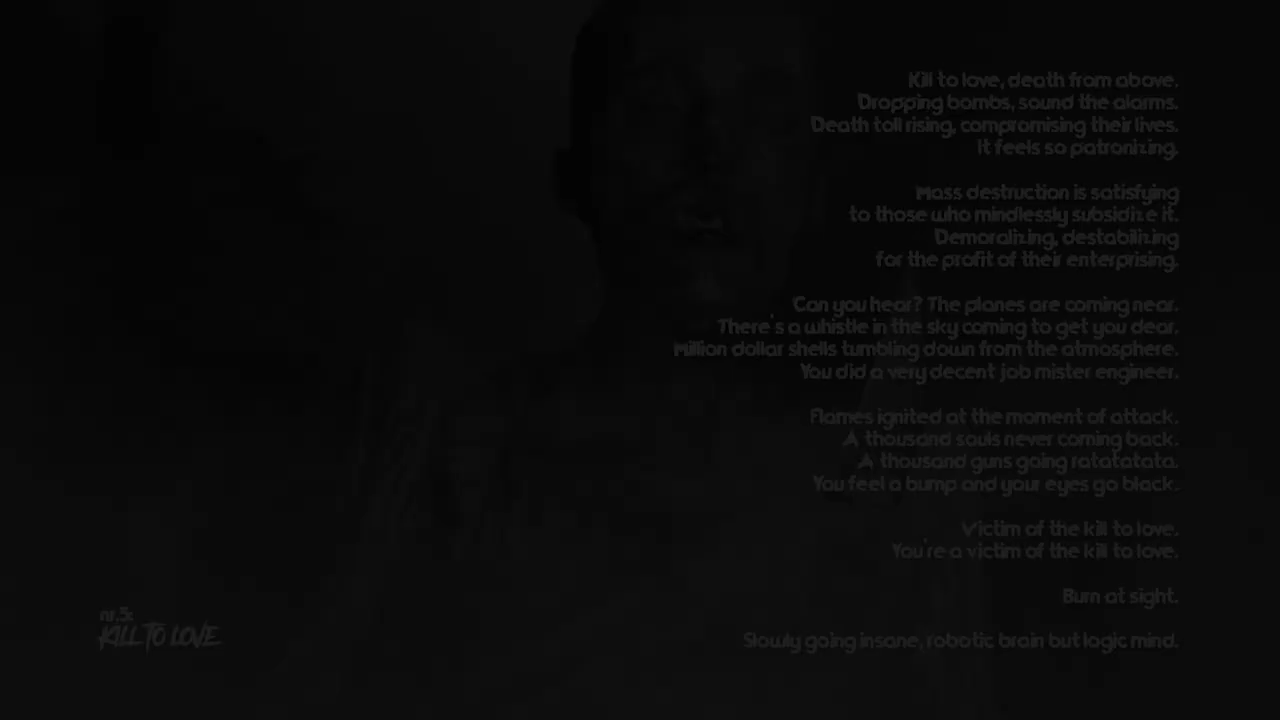 Kill to love, death from above.
Dropping bombs, sound the alarms.
Death toll rising, compromising their lives.
It feels so patronizing.
Mass destruction is satisfying
to those who mindlessly subsidize it.
Demoralizing, destabilizing
for the profit of their enterprising.
Can you hear? The planes are coming near.
There's a whistle in the sky coming to get you dear.
Million dollar shells tumbling down from the atmosphere.
You did a very decent job mister engineer.
Flames ignited at the moment of attack.
A thousand souls never coming back.
A thousand guns going ratatatata.
You feel a bump and your eyes go black.
Victim of the kill to love.
You're a victim of the kill to love.
Burn at sight.
Slowly going insane, robotic brain but logic mind.
nr.5:
KILL TO LOVE